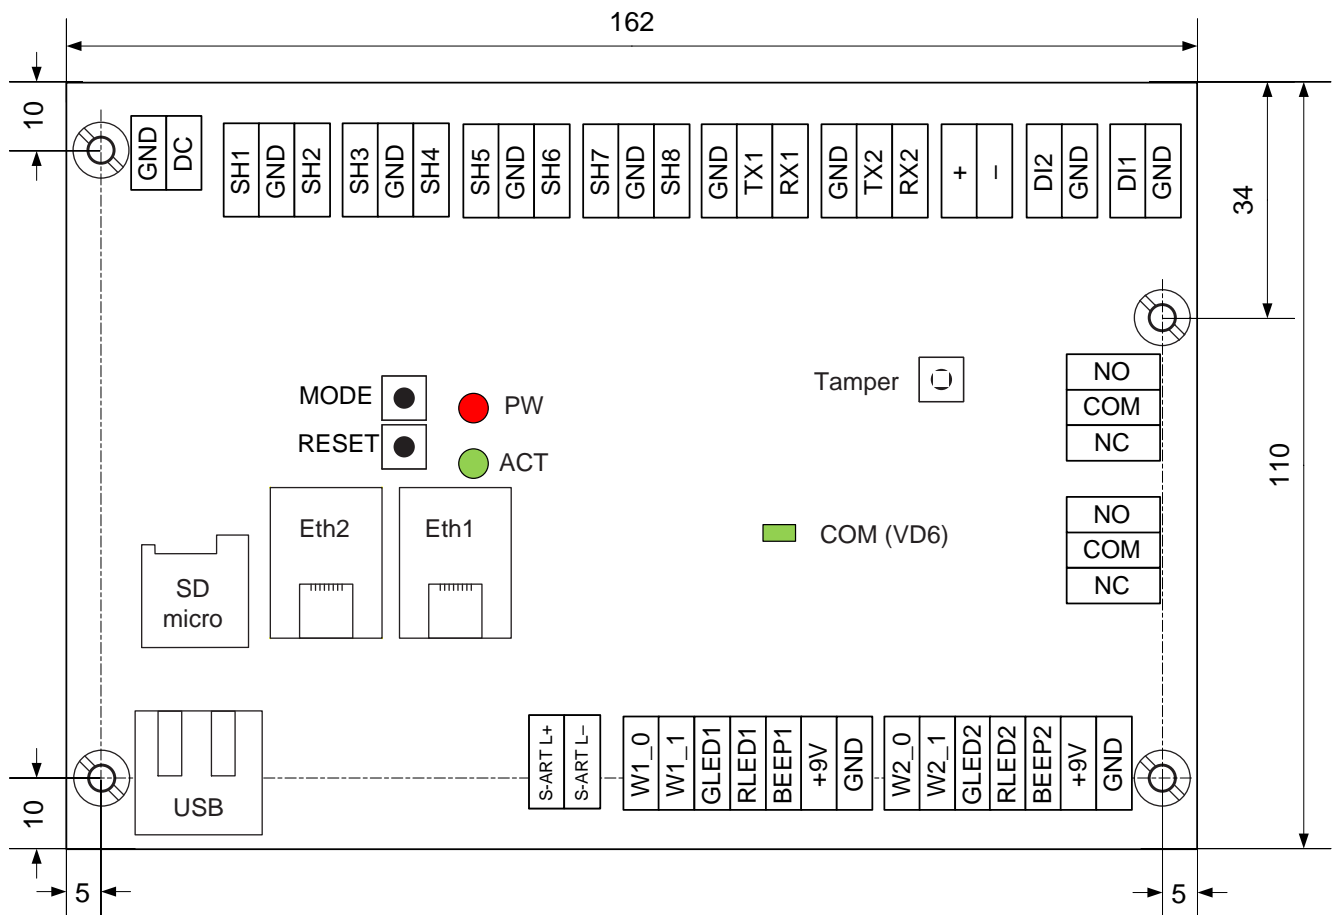 162
10
GND
DC
SH1
GND
SH2
SH3
GND
SH4
SH5
GND
SH6
SH7
GND
SH8
GND
TX1
RX1
GND
TX2
RX2
+
–
DI2
GND
DI1
GND
34
110
MODE
RESET
PW
ACT
Tamper
NO
COM
NC
Eth2
Eth1
COM (VD6)
NO
COM
NC
SD
micro
USB
S-ART L+
S-ART L–
W1_0
W1_1
GLED1
RLED1
BEEP1
+9V
GND
W2_0
W2_1
GLED2
RLED2
BEEP2
+9V
GND
10
5
5